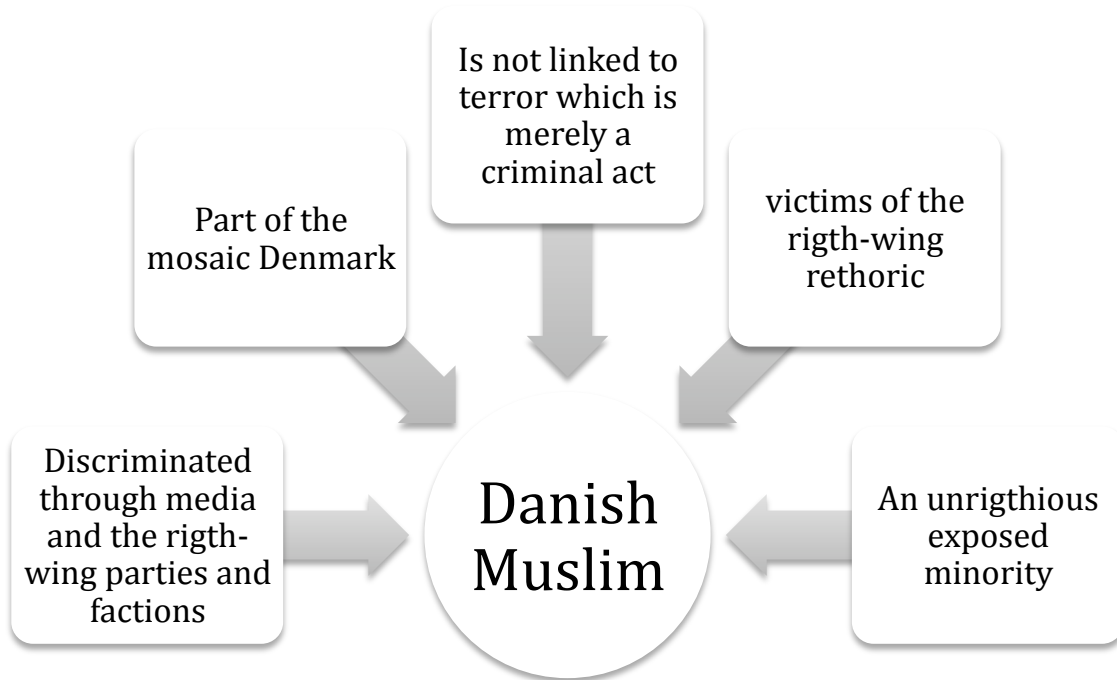 Is not linked to
terror which is
merely a
criminal act
Part of the
mosaic Denmark
victims of the
rigth-wing
rethoric
Discriminated
through media
and the rigth-
wing parties and
factions
Danish
Muslim
An unrigthious
exposed
minority